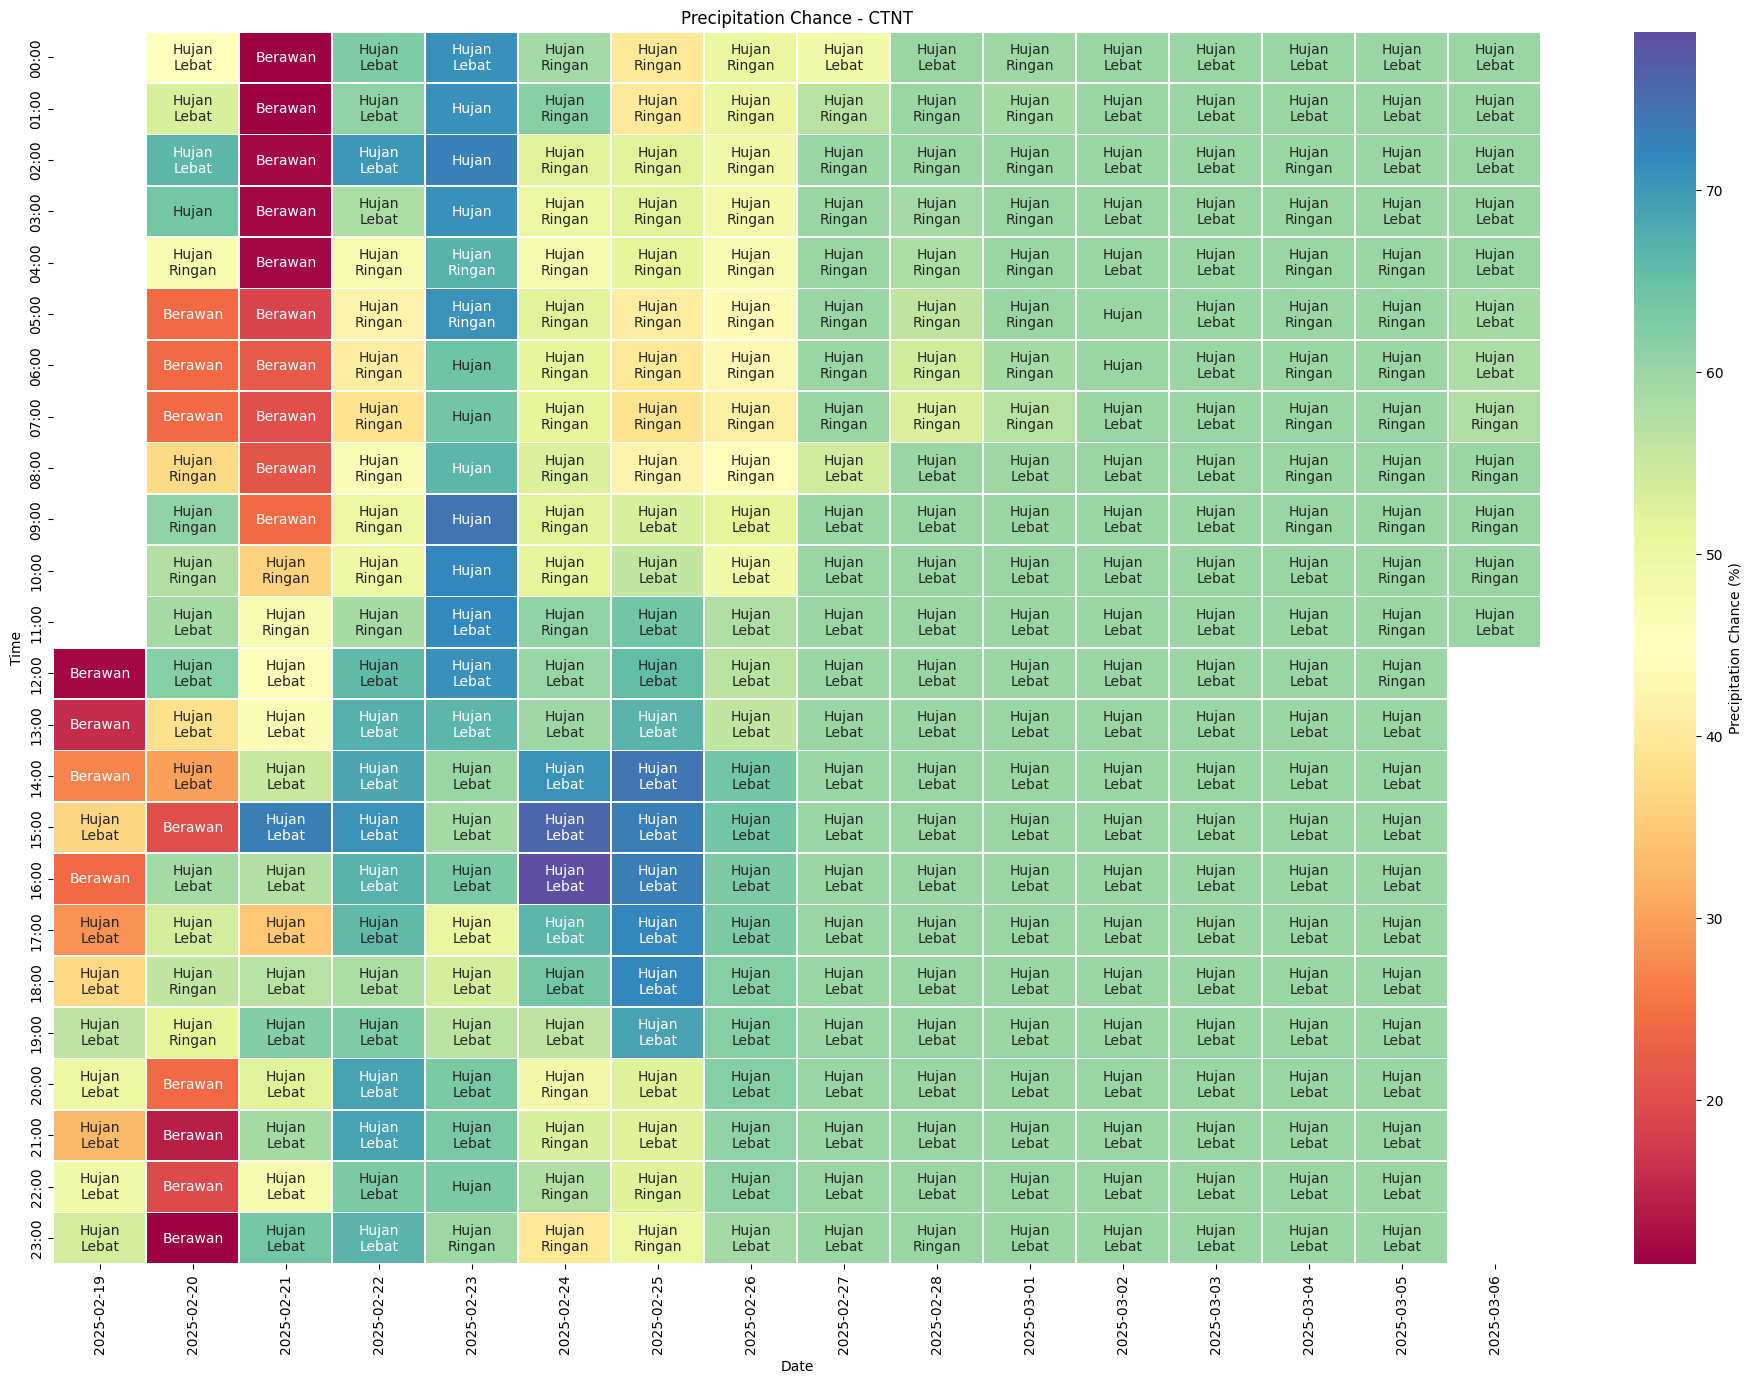 Precipitation Chance - CTNT
00:00 Hujan Lebat Berawan Hujan Lebat Hujan Lebat Hujan Ringan Hujan Ringan Hujan Ringan Hujan Lebat Hujan Lebat Hujan Ringan Hujan Lebat Hujan Lebat Hujan Lebat Hujan Lebat Hujan Lebat
01:00 Hujan Lebat Berawan Hujan Lebat Hujan Hujan Ringan Hujan Ringan Hujan Ringan Hujan Ringan Hujan Ringan Hujan Ringan Hujan Lebat Hujan Lebat Hujan Lebat Hujan Lebat Hujan Lebat
02:00 Hujan Lebat Berawan Hujan Lebat Hujan Hujan Ringan Hujan Ringan Hujan Ringan Hujan Ringan Hujan Ringan Hujan Ringan Hujan Lebat Hujan Lebat Hujan Ringan Hujan Lebat Hujan Lebat
03:00 Hujan Berawan Hujan Lebat Hujan Hujan Ringan Hujan Ringan Hujan Ringan Hujan Ringan Hujan Ringan Hujan Ringan Hujan Lebat Hujan Lebat Hujan Ringan Hujan Lebat Hujan Lebat
04:00 Hujan Ringan Berawan Hujan Ringan Hujan Ringan Hujan Ringan Hujan Ringan Hujan Ringan Hujan Ringan Hujan Ringan Hujan Ringan Hujan Lebat Hujan Lebat Hujan Ringan Hujan Ringan Hujan Lebat
05:00 Berawan Berawan Hujan Ringan Hujan Ringan Hujan Ringan Hujan Ringan Hujan Ringan Hujan Ringan Hujan Ringan Hujan Ringan Hujan Hujan Lebat Hujan Ringan Hujan Ringan Hujan Lebat
06:00 Berawan Berawan Hujan Ringan Hujan Hujan Ringan Hujan Ringan Hujan Ringan Hujan Ringan Hujan Ringan Hujan Ringan Hujan Hujan Lebat Hujan Ringan Hujan Ringan Hujan Lebat
07:00 Berawan Berawan Hujan Ringan Hujan Hujan Ringan Hujan Ringan Hujan Ringan Hujan Ringan Hujan Ringan Hujan Ringan Hujan Lebat Hujan Lebat Hujan Ringan Hujan Ringan Hujan Ringan
08:00 Hujan Ringan Berawan Hujan Ringan Hujan Hujan Ringan Hujan Ringan Hujan Ringan Hujan Lebat Hujan Lebat Hujan Lebat Hujan Lebat Hujan Lebat Hujan Ringan Hujan Ringan Hujan Ringan
09:00 Hujan Ringan Berawan Hujan Ringan Hujan Hujan Ringan Hujan Lebat Hujan Lebat Hujan Lebat Hujan Lebat Hujan Lebat Hujan Lebat Hujan Lebat Hujan Ringan Hujan Ringan Hujan Ringan
10:00 Hujan Ringan Hujan Ringan Hujan Ringan Hujan Hujan Ringan Hujan Lebat Hujan Lebat Hujan Lebat Hujan Lebat Hujan Lebat Hujan Lebat Hujan Lebat Hujan Lebat Hujan Ringan Hujan Ringan
11:00 Hujan Lebat Hujan Ringan Hujan Ringan Hujan Lebat Hujan Ringan Hujan Lebat Hujan Lebat Hujan Lebat Hujan Lebat Hujan Lebat Hujan Lebat Hujan Lebat Hujan Lebat Hujan Ringan Hujan Lebat
12:00 Berawan Hujan Lebat Hujan Lebat Hujan Lebat Hujan Lebat Hujan Lebat Hujan Lebat Hujan Lebat Hujan Lebat Hujan Lebat Hujan Lebat Hujan Lebat Hujan Lebat Hujan Lebat Hujan Ringan
13:00 Berawan Hujan Lebat Hujan Lebat Hujan Lebat Hujan Lebat Hujan Lebat Hujan Lebat Hujan Lebat Hujan Lebat Hujan Lebat Hujan Lebat Hujan Lebat Hujan Lebat Hujan Lebat Hujan Lebat
14:00 Berawan Hujan Lebat Hujan Lebat Hujan Lebat Hujan Lebat Hujan Lebat Hujan Lebat Hujan Lebat Hujan Lebat Hujan Lebat Hujan Lebat Hujan Lebat Hujan Lebat Hujan Lebat Hujan Lebat
15:00 Hujan Lebat Berawan Hujan Lebat Hujan Lebat Hujan Lebat Hujan Lebat Hujan Lebat Hujan Lebat Hujan Lebat Hujan Lebat Hujan Lebat Hujan Lebat Hujan Lebat Hujan Lebat Hujan Lebat
16:00 Berawan Hujan Lebat Hujan Lebat Hujan Lebat Hujan Lebat Hujan Lebat Hujan Lebat Hujan Lebat Hujan Lebat Hujan Lebat Hujan Lebat Hujan Lebat Hujan Lebat Hujan Lebat Hujan Lebat
17:00 Hujan Lebat Hujan Lebat Hujan Lebat Hujan Lebat Hujan Lebat Hujan Lebat Hujan Lebat Hujan Lebat Hujan Lebat Hujan Lebat Hujan Lebat Hujan Lebat Hujan Lebat Hujan Lebat Hujan Lebat
18:00 Hujan Lebat Hujan Ringan Hujan Lebat Hujan Lebat Hujan Lebat Hujan Lebat Hujan Lebat Hujan Lebat Hujan Lebat Hujan Lebat Hujan Lebat Hujan Lebat Hujan Lebat Hujan Lebat Hujan Lebat
19:00 Hujan Lebat Hujan Ringan Hujan Lebat Hujan Lebat Hujan Lebat Hujan Lebat Hujan Lebat Hujan Lebat Hujan Lebat Hujan Lebat Hujan Lebat Hujan Lebat Hujan Lebat Hujan Lebat Hujan Lebat
20:00 Hujan Lebat Berawan Hujan Lebat Hujan Lebat Hujan Lebat Hujan Ringan Hujan Lebat Hujan Lebat Hujan Lebat Hujan Lebat Hujan Lebat Hujan Lebat Hujan Lebat Hujan Lebat Hujan Lebat
21:00 Hujan Lebat Berawan Hujan Lebat Hujan Lebat Hujan Lebat Hujan Ringan Hujan Lebat Hujan Lebat Hujan Lebat Hujan Lebat Hujan Lebat Hujan Lebat Hujan Lebat Hujan Lebat Hujan Lebat
22:00 Hujan Lebat Berawan Hujan Lebat Hujan Lebat Hujan Hujan Ringan Hujan Ringan Hujan Lebat Hujan Lebat Hujan Lebat Hujan Lebat Hujan Lebat Hujan Lebat Hujan Lebat Hujan Lebat
23:00 Hujan Lebat Berawan Hujan Lebat Hujan Lebat Hujan Ringan Hujan Ringan Hujan Ringan Hujan Lebat Hujan Lebat Hujan Ringan Hujan Lebat Hujan Lebat Hujan Lebat Hujan Lebat Hujan Lebat
Time
2025-02-19 2025-02-20 2025-02-21 2025-02-22 2025-02-23 2025-02-24 2025-02-25 2025-02-26 2025-02-27 2025-02-28 2025-03-01 2025-03-02 2025-03-03 2025-03-04 2025-03-05 2025-03-06
Date
70
60
50
40
30
20
Precipitation Chance (%)